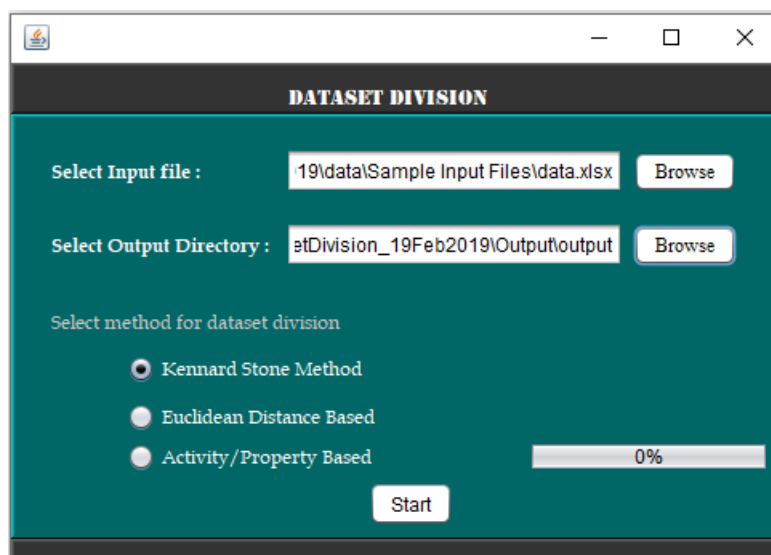 DATASET DIVISION
Select Input file : 19\data\Sample Input Files\data.xlsx Browse
Select Output Directory : etDivision_19Feb2019\Output\output Browse
Select method for dataset division
Kennard Stone Method
Euclidean Distance Based
Activity/Property Based 0%
Start